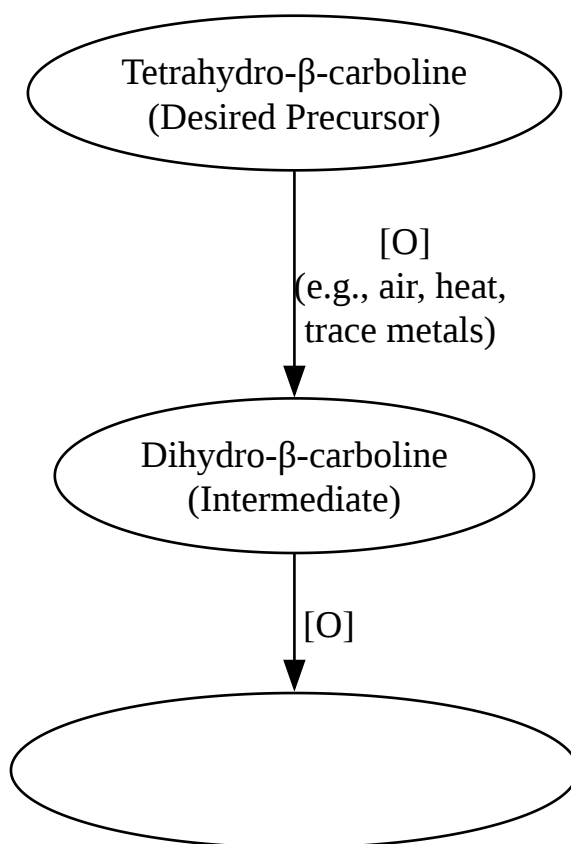 Tetrahydro-β-carboline
(Desired Precursor)
[O]
(e.g., air, heat,
trace metals)
Dihydro-β-carboline
(Intermediate)
[O]